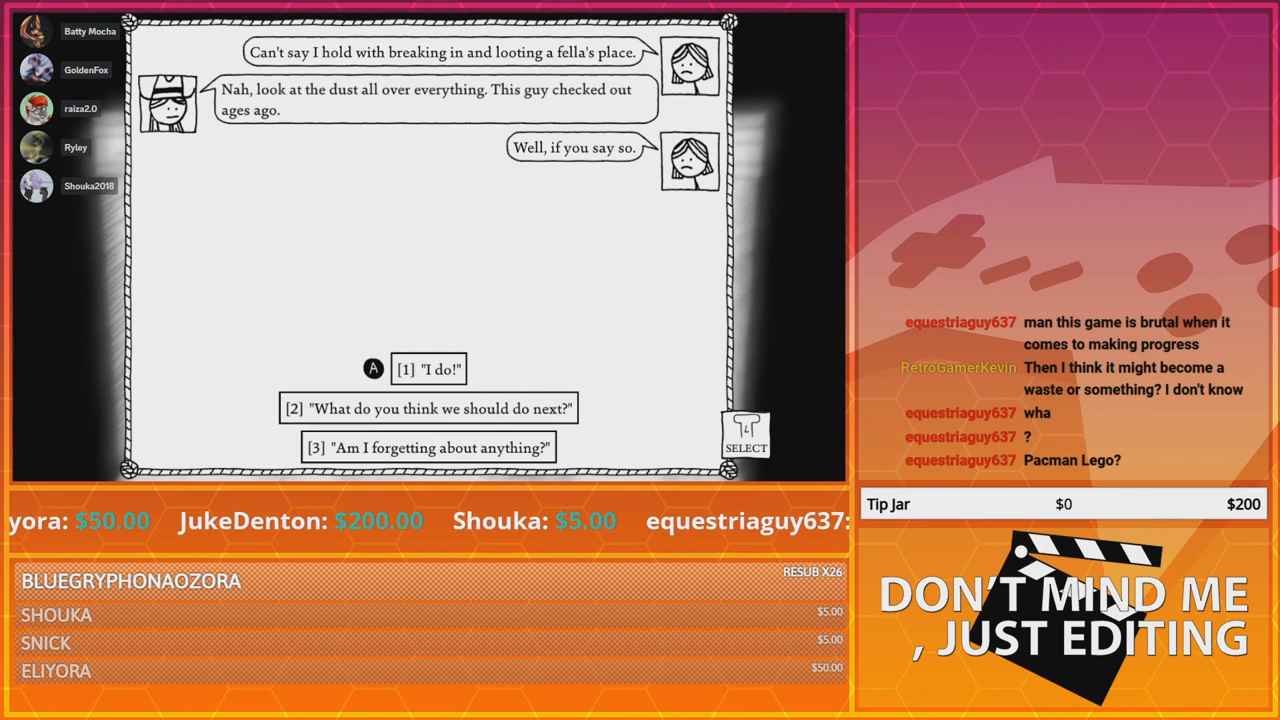 Batty Mocha
GoldenFox
raiza2.0
Ryley
Shouka2018
Can't say I hold with breaking in and looting a fella's place.
Nah, look at the dust all over everything. This guy checked out
ages ago.
Well, if you say so.
A [1] "I do!"
[2] "What do you think we should do next?"
[3] "Am I forgetting about anything?"
SELECT
equestriaguy637 man this game is brutal when it
comes to making progress
RetroGamerKevin Then I think it might become a
waste or something? I don't know
equestriaguy637 wha
equestriaguy637 ?
equestriaguy637 Pacman Lego?
Tip Jar $0 $200
yora: $50.00 JukeDenton: $200.00 Shouka: $5.00 equestriaguy637:
BLUEGRYPHONAOZORA RESUB X26
SHOUKA $5.00
SNICK $5.00
ELIYORA $50.00
DON'T MIND ME
, JUST EDITING